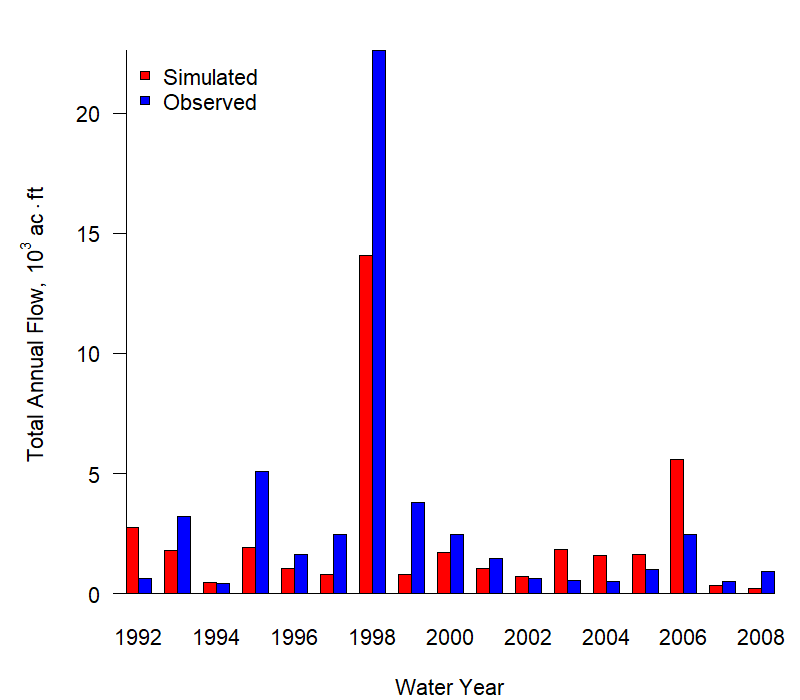 Simulated
Observed
Total Annual Flow, 10³ ac·ft
20
15
10
5
0
1992 1994 1996 1998 2000 2002 2004 2006 2008
Water Year